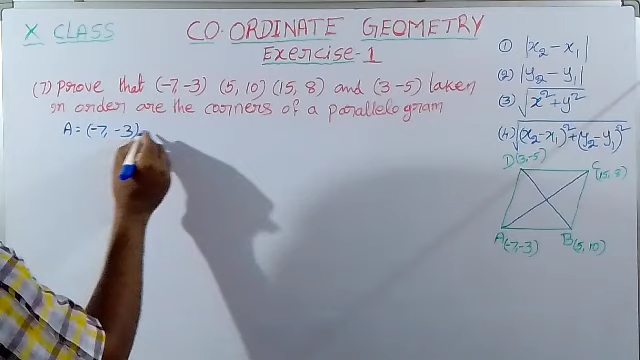 X CLASS
CO-ORDINATE GEOMETRY
Exercise-1
(7) Prove that (-7,-3) (5, 10) (15, 8) and (3 -5) taken
in order are the corners of a parallelogram
A = (-7, -3)
① |x₂ - x₁|
(2) |y₂ - y₁|
(3) √x² + y²
(4) √(x₂-x₁)² + (y₂-y₁)²
D(3,-5)
C(15, 8)
A(-7,-3)
B(5, 10)